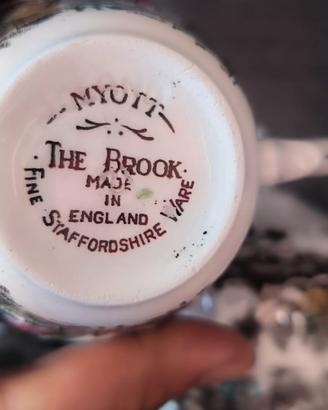 MYOTT
THE BROOK
MADE
IN
ENGLAND
FINE STAFFORDSHIRE WARE